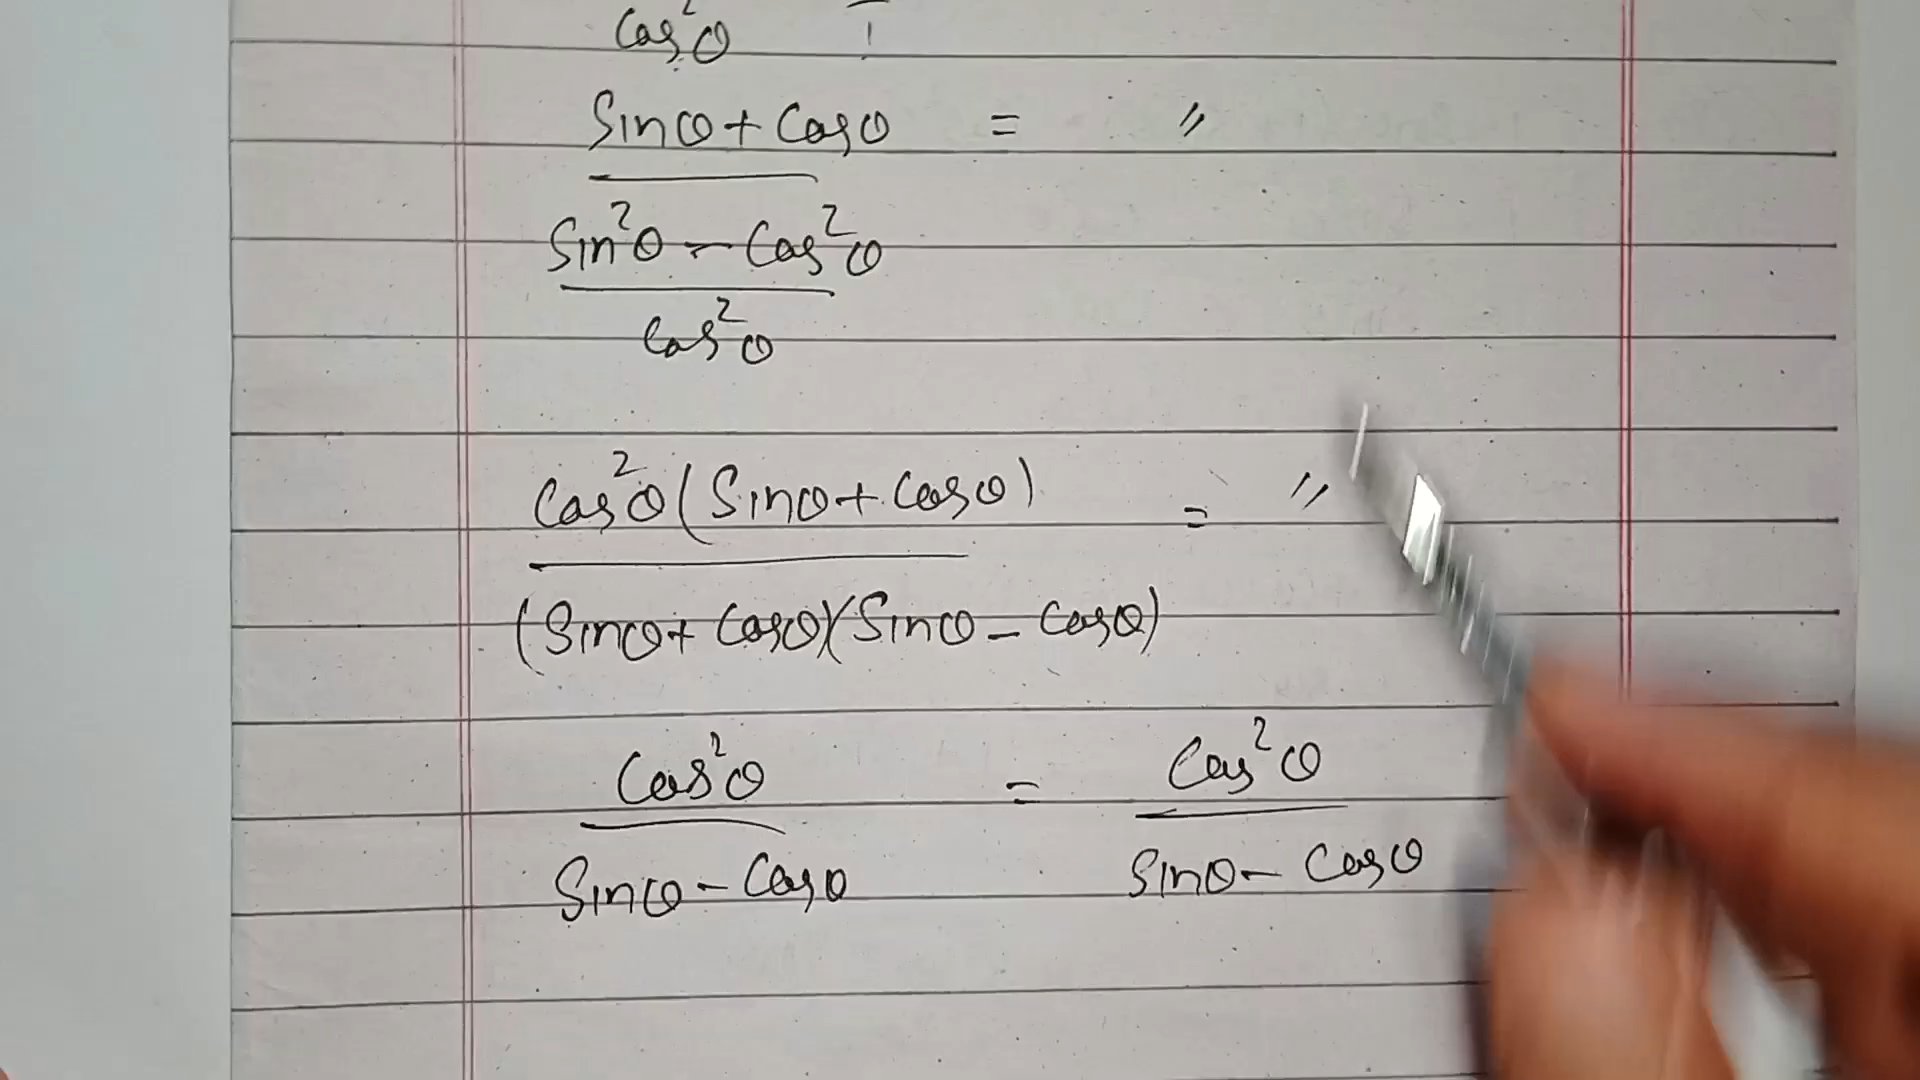 Cos²θ 1
Sinθ + Cosθ = "
Sin²θ - Cos²θ
Cos²θ
Cos²θ (Sinθ + Cosθ) = "
(Sinθ + Cosθ)(Sinθ - Cosθ)
Cos²θ = Cos²θ
Sinθ - Cosθ Sinθ - Cosθ